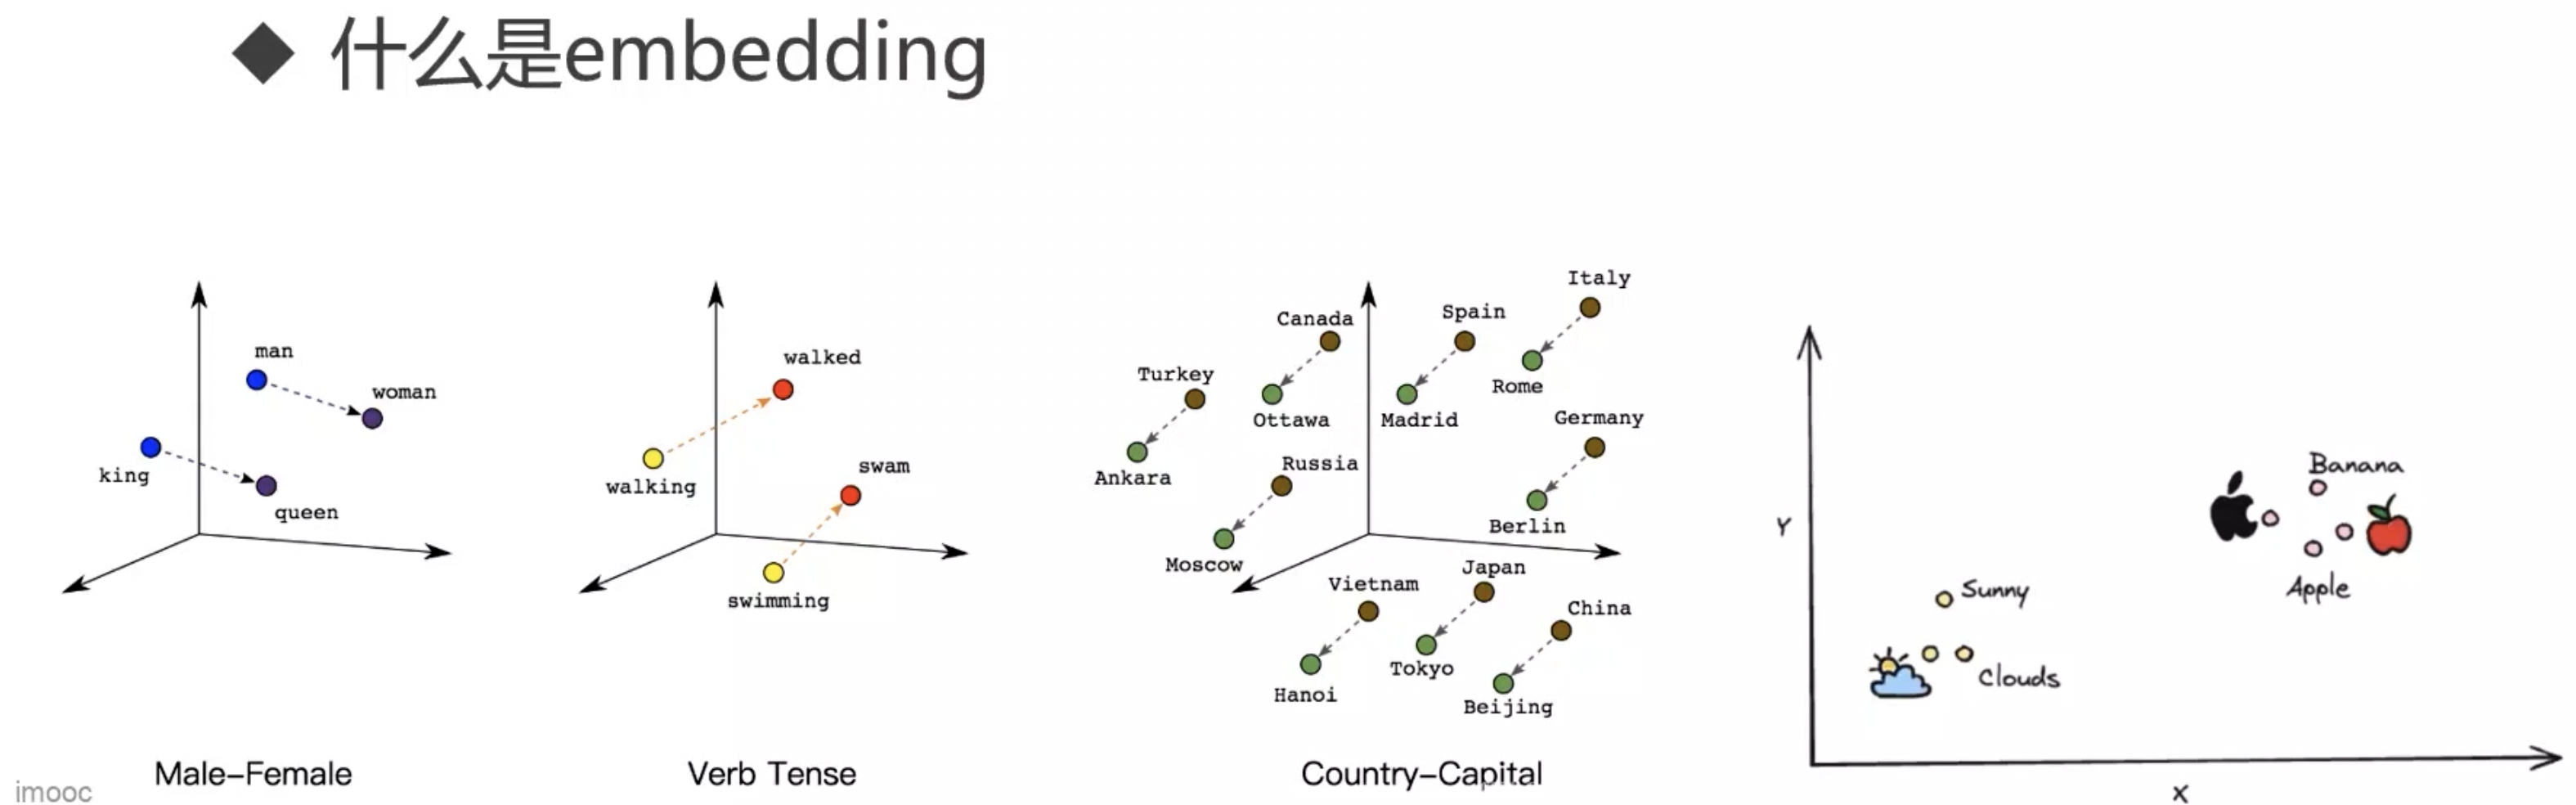 ◆ 什么是embedding
man
woman
king
queen
Male-Female
walked
walking
swam
swimming
Verb Tense
Italy
Canada
Spain
Turkey
Rome
Ottawa
Madrid
Germany
Ankara
Russia
Berlin
Moscow
Japan
Vietnam
China
Tokyo
Hanoi
Beijing
Country-Capital
Y
Banana
Apple
Sunny
Clouds
X
imooc